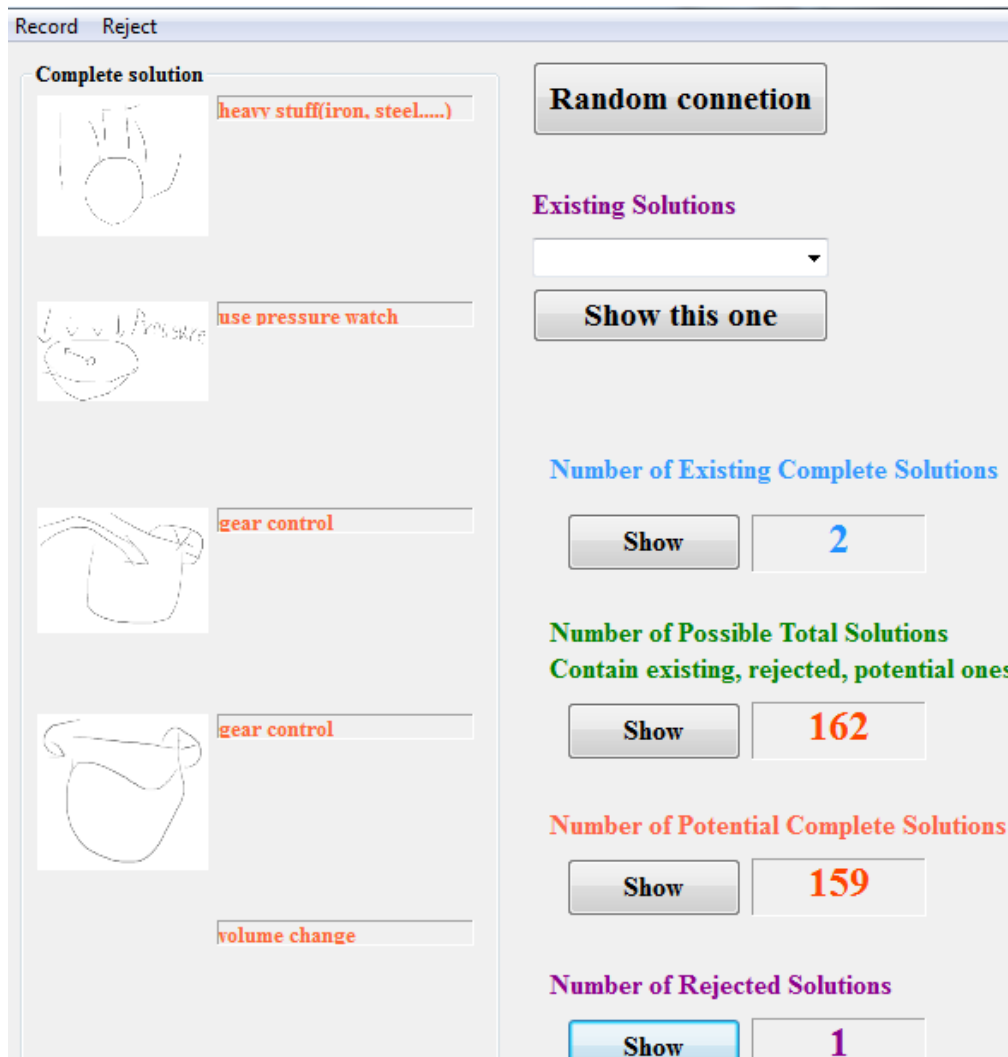 Record Reject
Complete solution
heavy stuff(iron, steel.....)
Pressure
use pressure watch
gear control
gear control
volume change
Random connetion
Existing Solutions
Show this one
Number of Existing Complete Solutions
Show 2
Number of Possible Total Solutions
Contain existing, rejected, potential ones
Show 162
Number of Potential Complete Solutions
Show 159
Number of Rejected Solutions
Show 1